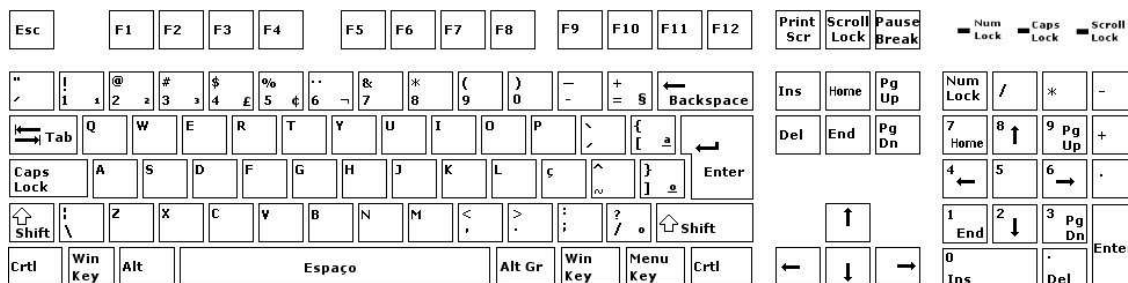 Esc F1 F2 F3 F4 F5 F6 F7 F8 F9 F10 F11 F12 Print Scr Scroll Lock Pause Break Num Lock Caps Lock Scroll Lock
" ' ! 1 ¹ @ 2 ² # 3 ³ $ 4 £ % 5 ¢ ¨ 6 ¬ & 7 * 8 ( 9 ) 0 — - + = § ← Backspace Ins Home Pg Up Num Lock / * -
Tab Q W E R T Y U I O P ` ´ { [ ª Enter Del End Pg Dn 7 Home 8 ↑ 9 Pg Up +
Caps Lock A S D F G H J K L ç ^ ~ } ] º 4 ← 5 6 → .
Shift ¦ \ Z X C V B N M < , > . : ; ? / ° Shift ↑ 1 End 2 ↓ 3 Pg Dn Enter
Crtl Win Key Alt Espaço Alt Gr Win Key Menu Key Crtl ← ↓ → 0 Ins . Del